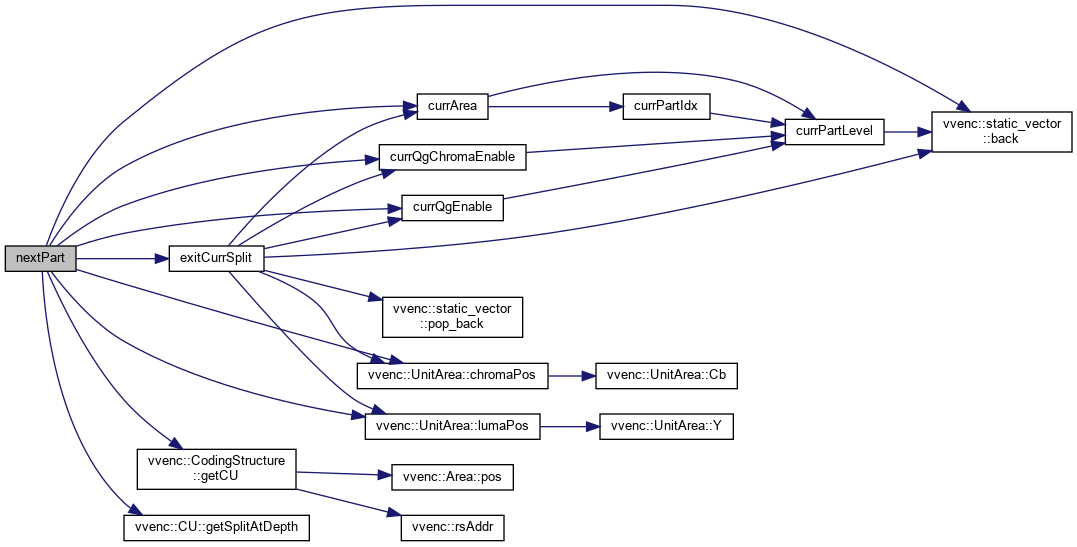 nextPart
exitCurrSplit
currArea
currPartIdx
currPartLevel
vvenc::static_vector
::back
currQgChromaEnable
currQgEnable
vvenc::static_vector
::pop_back
vvenc::UnitArea::chromaPos
vvenc::UnitArea::Cb
vvenc::UnitArea::lumaPos
vvenc::UnitArea::Y
vvenc::CodingStructure
::getCU
vvenc::Area::pos
vvenc::rsAddr
vvenc::CU::getSplitAtDepth